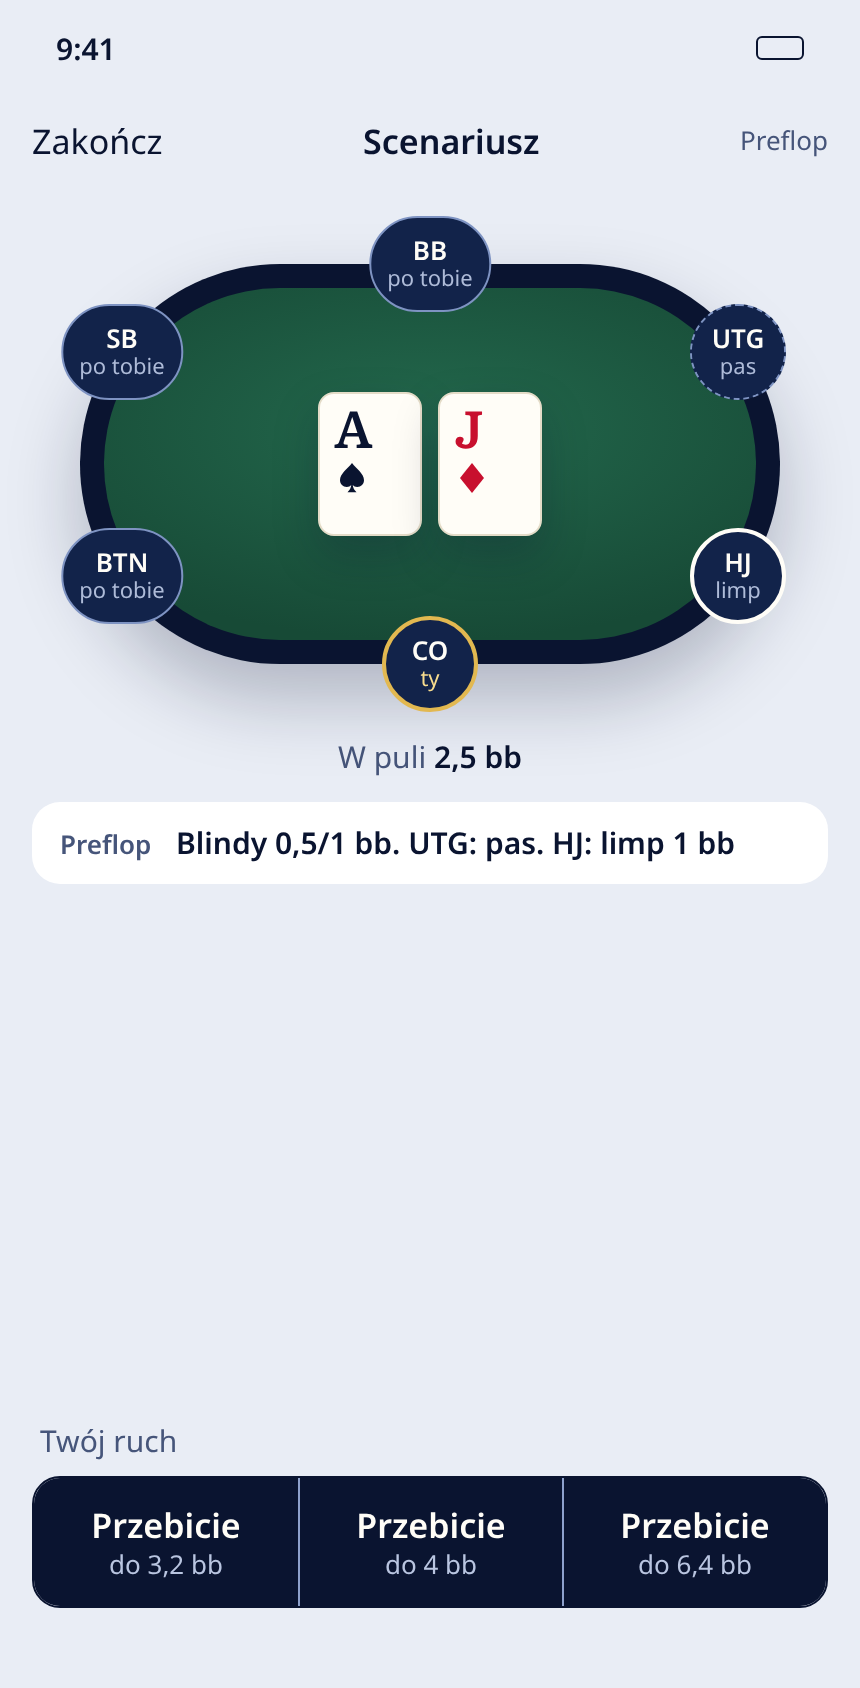 9:41
Zakończ Scenariusz Preflop
BB
po tobie
SB
po tobie
UTG
pas
A
J
BTN
po tobie
HJ
limp
CO
ty
W puli 2,5 bb
Preflop Blindy 0,5/1 bb. UTG: pas. HJ: limp 1 bb
Twój ruch
Przebicie
do 3,2 bb
Przebicie
do 4 bb
Przebicie
do 6,4 bb